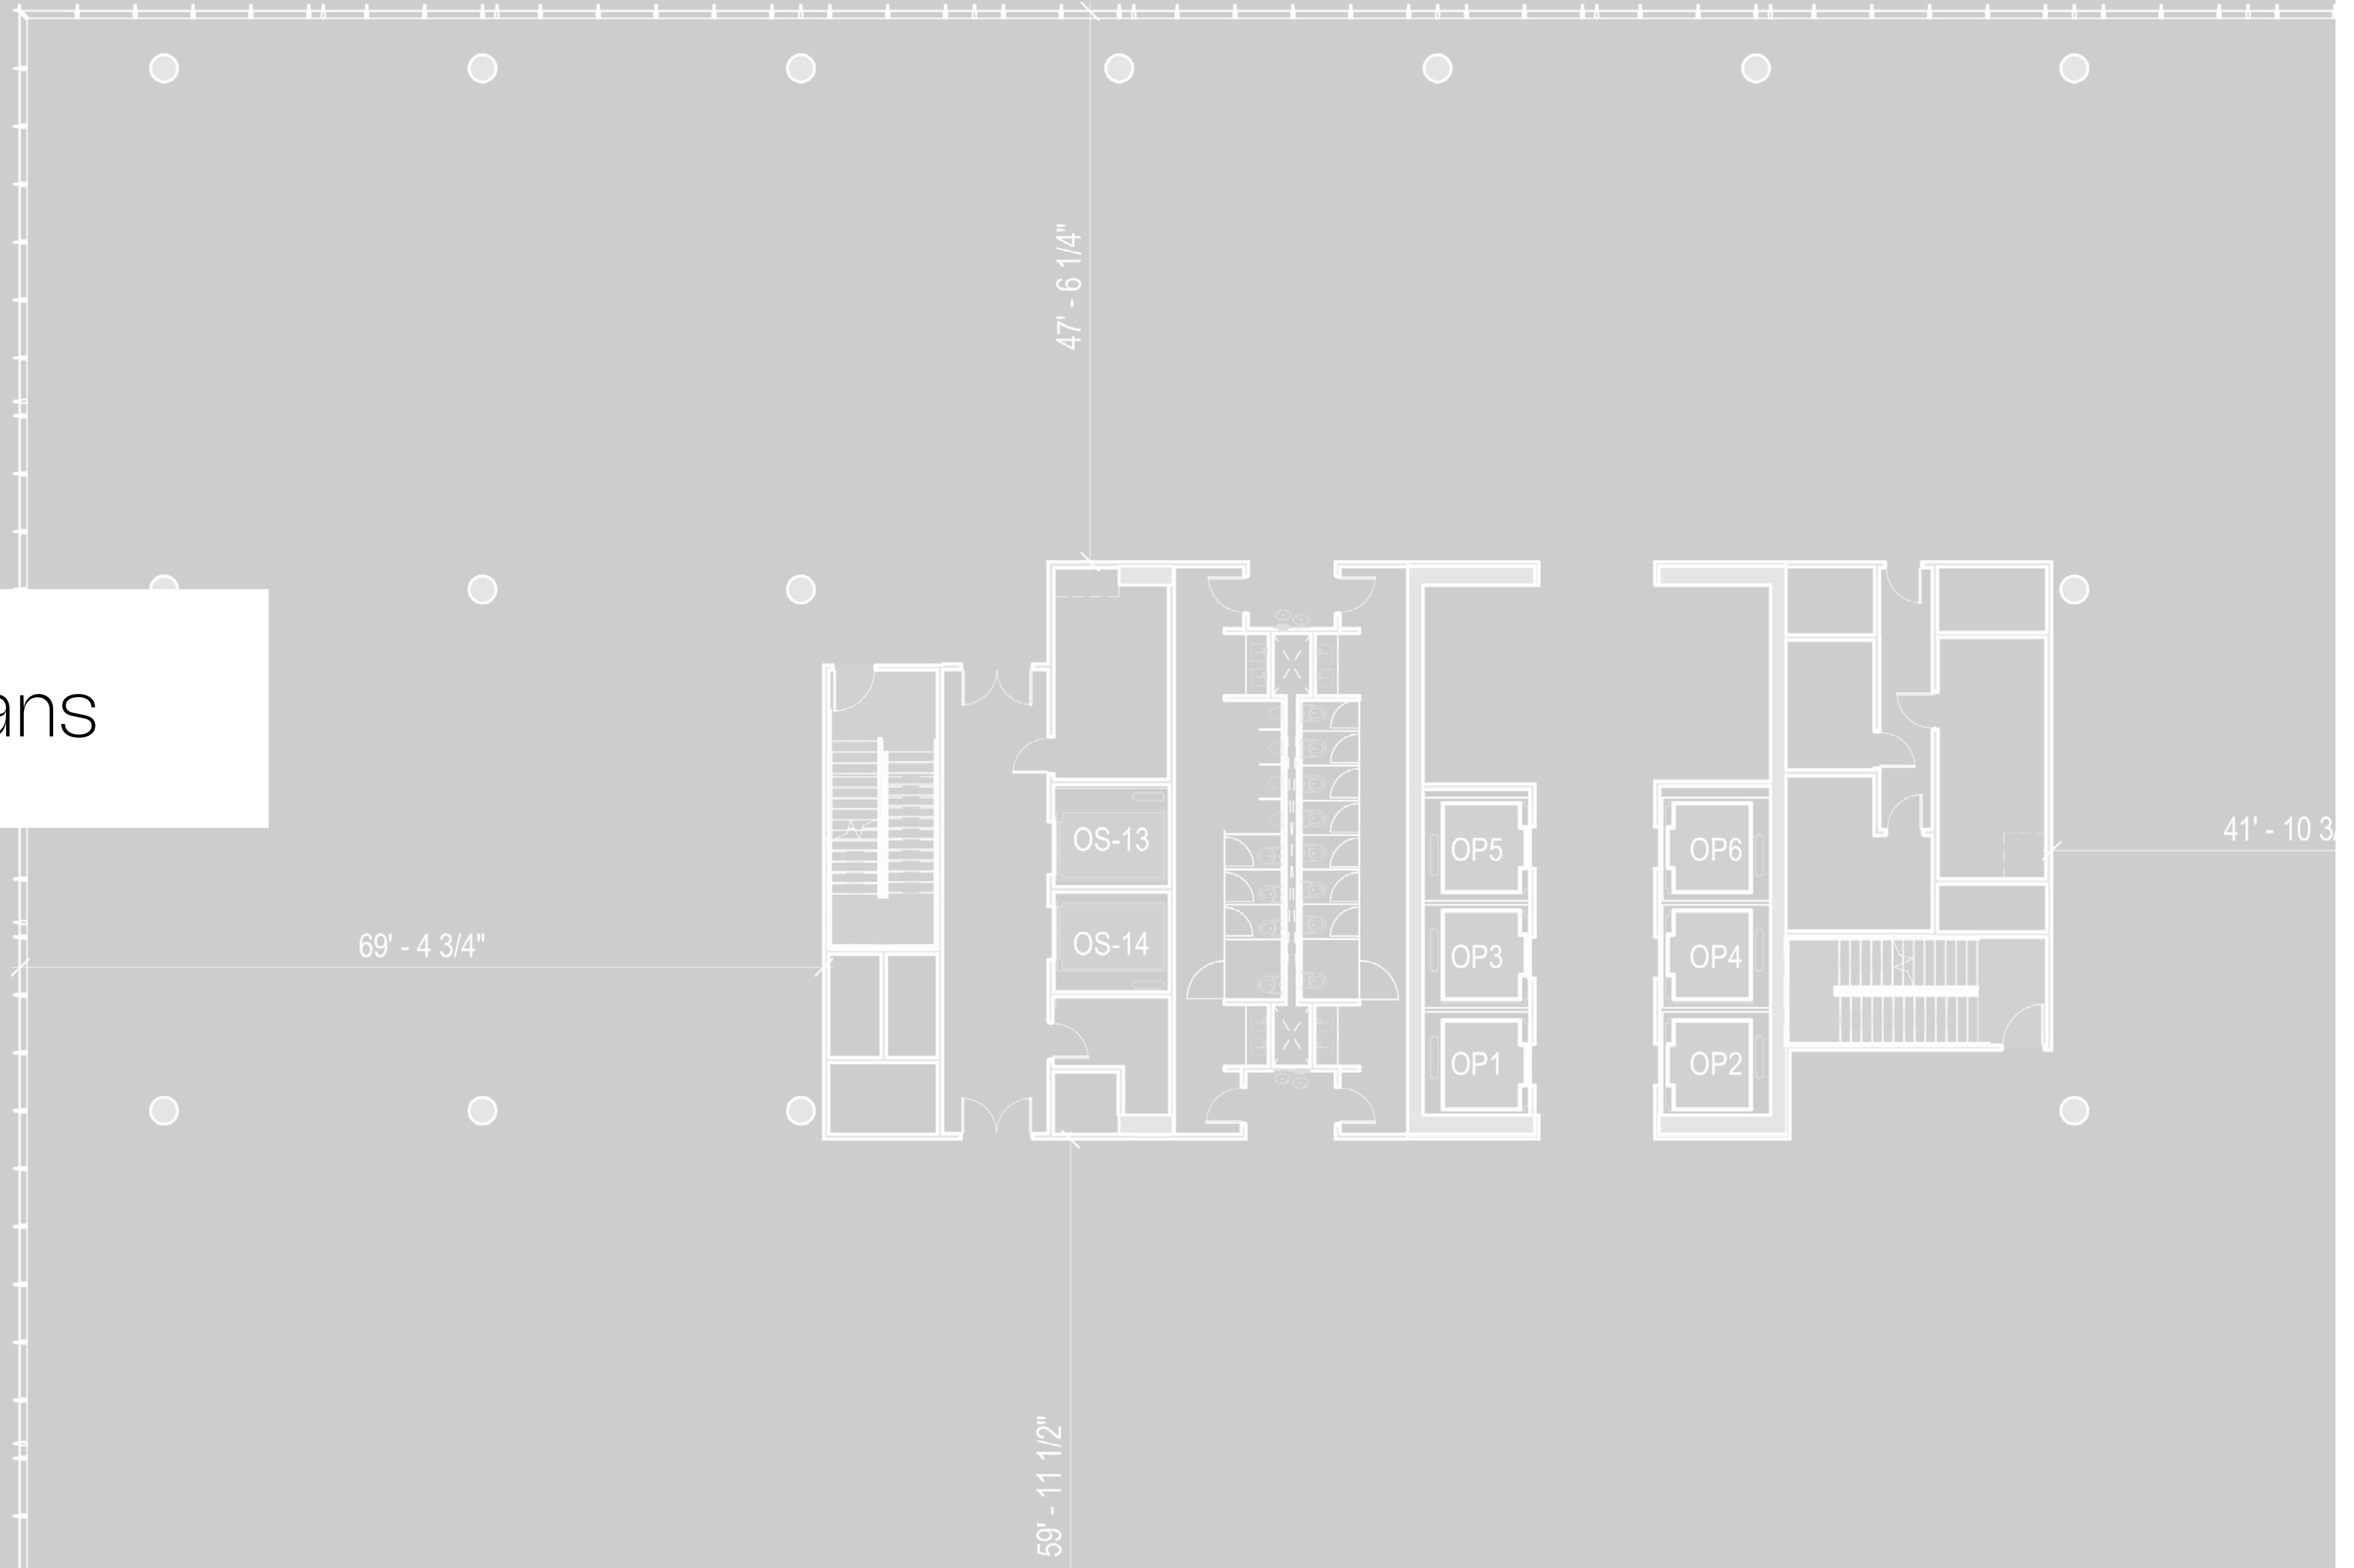 47' - 6 1/4"
ans
OS-13
OP5
OP6
41' - 10 3/
69' - 4 3/4"
OS-14
OP3
OP4
OP1
OP2
59' - 11 1/2"